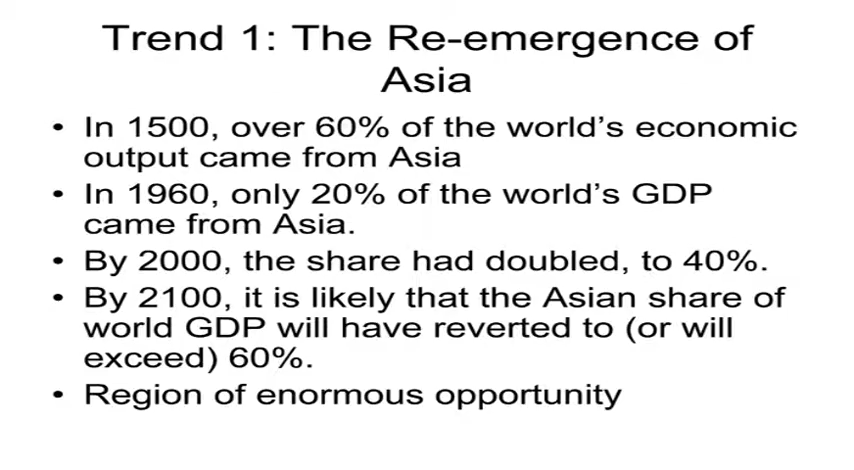 Trend 1: The Re-emergence of
Asia
• In 1500, over 60% of the world's economic
output came from Asia
• In 1960, only 20% of the world's GDP
came from Asia.
• By 2000, the share had doubled, to 40%.
• By 2100, it is likely that the Asian share of
world GDP will have reverted to (or will
exceed) 60%.
• Region of enormous opportunity